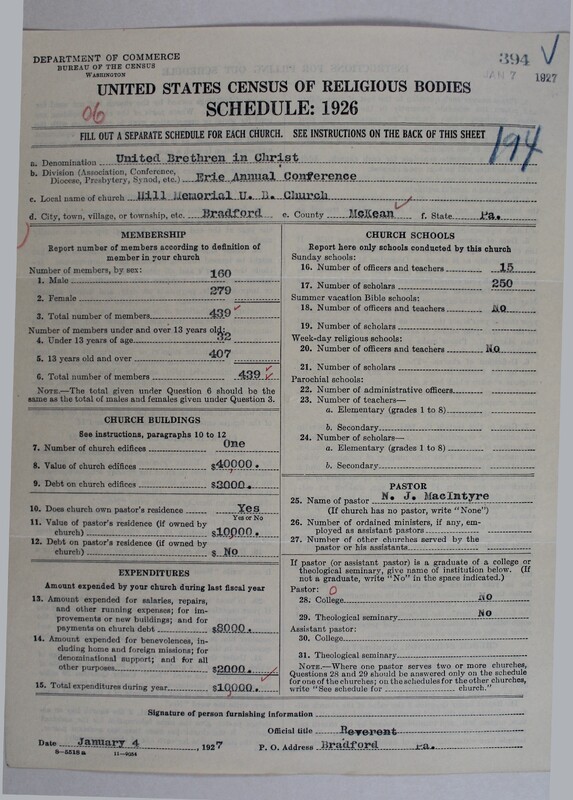 DEPARTMENT OF COMMERCE
BUREAU OF THE CENSUS
WASHINGTON
394
JAN 7 1927
UNITED STATES CENSUS OF RELIGIOUS BODIES
06
SCHEDULE: 1926
FILL OUT A SEPARATE SCHEDULE FOR EACH CHURCH. SEE INSTRUCTIONS ON THE BACK OF THIS SHEET
194
a. Denomination United Brethren in Christ
b. Division (Association, Conference, Diocese, Presbytery, Synod, etc.) Erie Annual Conference
c. Local name of church Hill Memorial U. B. Church
d. City, town, village, or township, etc. Bradford e. County McKean f. State Pa.
MEMBERSHIP
Report number of members according to definition of
member in your church
Number of members, by sex:
1. Male 160
2. Female 279
3. Total number of members 439
Number of members under and over 13 years old:
4. Under 13 years of age 32
5. 13 years old and over 407
6. Total number of members 439
NOTE.—The total given under Question 6 should be
same as the total of males and females given under Question 3.
CHURCH BUILDINGS
See instructions, paragraphs 10 to 12
7. Number of church edifices One
8. Value of church edifices $40000.
9. Debt on church edifices $3000.
10. Does church own pastor's residence Yes
Yes or No
11. Value of pastor's residence (if owned by
church) $10000.
12. Debt on pastor's residence (if owned by
church) $ No
EXPENDITURES
Amount expended by your church during last fiscal year
13. Amount expended for salaries, repairs,
and other running expenses; for im-
provements or new buildings; and for
payments on church debt $8000.
14. Amount expended for benevolences, in-
cluding home and foreign missions; for
denominational support; and for all
other purposes $2000.
15. Total expenditures during year $10,000.
CHURCH SCHOOLS
Report here only schools conducted by this church
Sunday schools:
16. Number of officers and teachers 15
17. Number of scholars 250
Summer vacation Bible schools:
18. Number of officers and teachers No
19. Number of scholars
Week-day religious schools:
20. Number of officers and teachers No
21. Number of scholars
Parochial schools:
22. Number of administrative officers
23. Number of teachers—
a. Elementary (grades 1 to 8)
b. Secondary
24. Number of scholars—
a. Elementary (grades 1 to 8)
b. Secondary
PASTOR
25. Name of pastor N. J. MacIntyre
(If church has no pastor, write "None")
26. Number of ordained ministers, if any, em-
ployed as assistant pastors
27. Number of other churches served by the
pastor or his assistants
If pastor (or assistant pastor) is a graduate of a college or
theological seminary, give name of institution below. (If
not a graduate, write "No" in the space indicated.)
Pastor: 0
28. College No
29. Theological seminary No
Assistant pastor:
30. College
31. Theological seminary
NOTE.—Where one pastor serves two or more churches,
Questions 28 and 29 should be answered only on the schedule
for one of the churches; on the schedules for the other churches,
write "See schedule for church."
Signature of person furnishing information
Official title Reverent
Date January 4, 1927 P. O. Address Bradford Pa.
8—5518a 11—9264